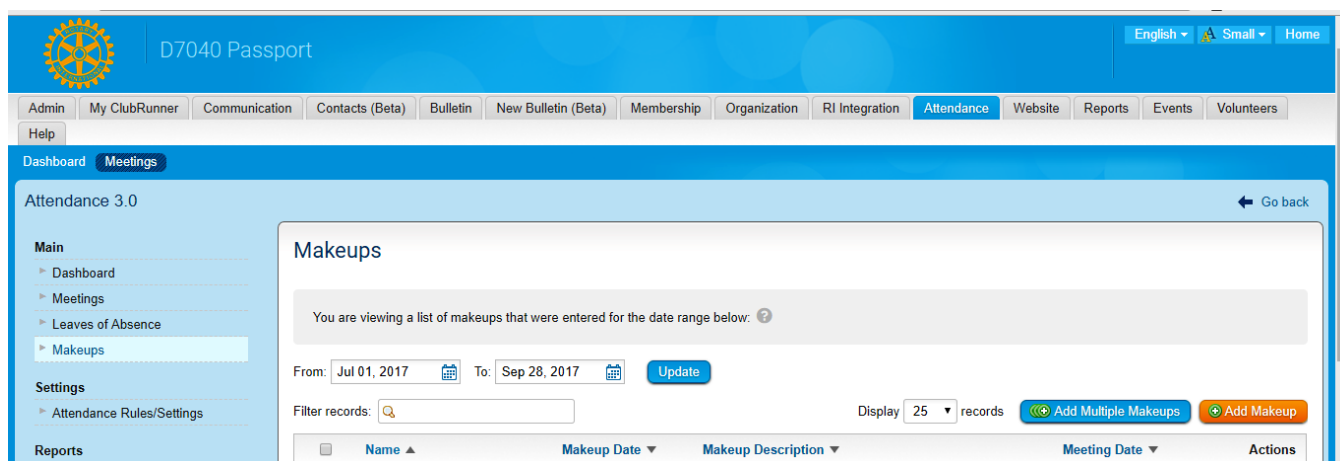 English Small Home
D7040 Passport
Admin My ClubRunner Communication Contacts (Beta) Bulletin New Bulletin (Beta) Membership Organization RI Integration Attendance Website Reports Events Volunteers
Help
Dashboard Meetings
Attendance 3.0 Go back
Main
Dashboard
Meetings
Leaves of Absence
Makeups
Settings
Attendance Rules/Settings
Reports
Makeups
You are viewing a list of makeups that were entered for the date range below: ?
From: Jul 01, 2017 To: Sep 28, 2017 Update
Filter records: Display 25 records Add Multiple Makeups Add Makeup
Name Makeup Date Makeup Description Meeting Date Actions